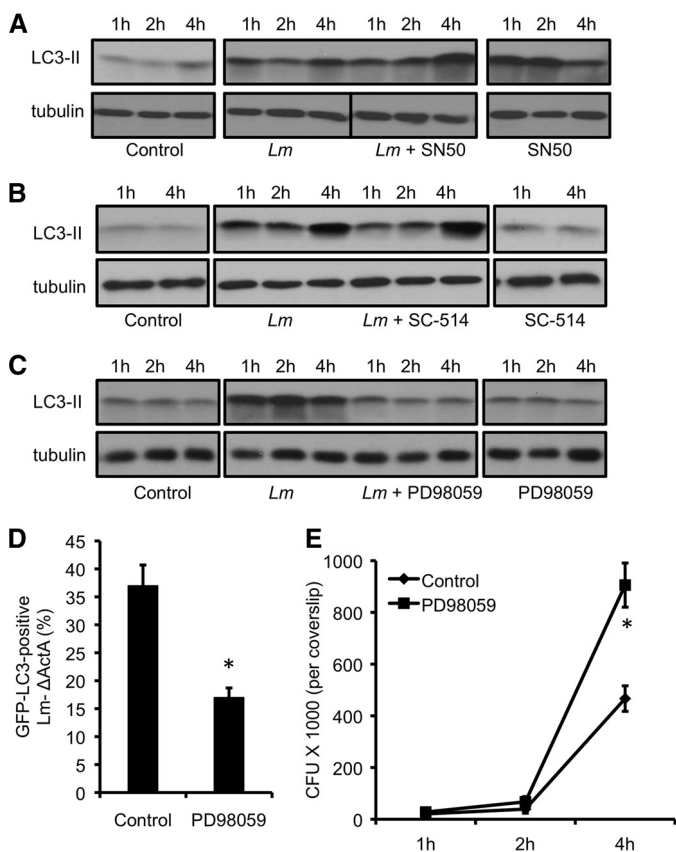 A
1h 2h 4h 1h 2h 4h 1h 2h 4h 1h 2h 4h
LC3-II
tubulin
Control Lm Lm + SN50 SN50
B
1h 4h 1h 2h 4h 1h 2h 4h 1h 4h
LC3-II
tubulin
Control Lm Lm + SC-514 SC-514
C
1h 2h 4h 1h 2h 4h 1h 2h 4h 1h 2h 4h
LC3-II
tubulin
Control Lm Lm + PD98059 PD98059
D
GFP-LC3-positive
Lm- ΔActA (%)
45
40
35
30
25
20
15
10
5
0
*
Control PD98059
E
CFU X 1000 (per coverslip)
1000
800
600
400
200
0
Control
PD98059
*
1h 2h 4h